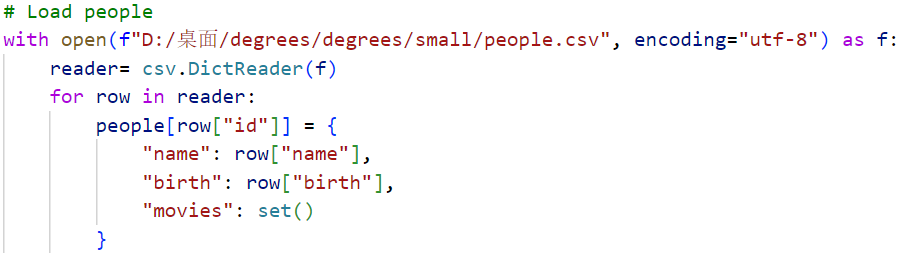 # Load people
with open(f"D:/桌面/degrees/degrees/small/people.csv", encoding="utf-8") as f:
    reader= csv.DictReader(f)
    for row in reader:
        people[row["id"]] = {
            "name": row["name"],
            "birth": row["birth"],
            "movies": set()
        }